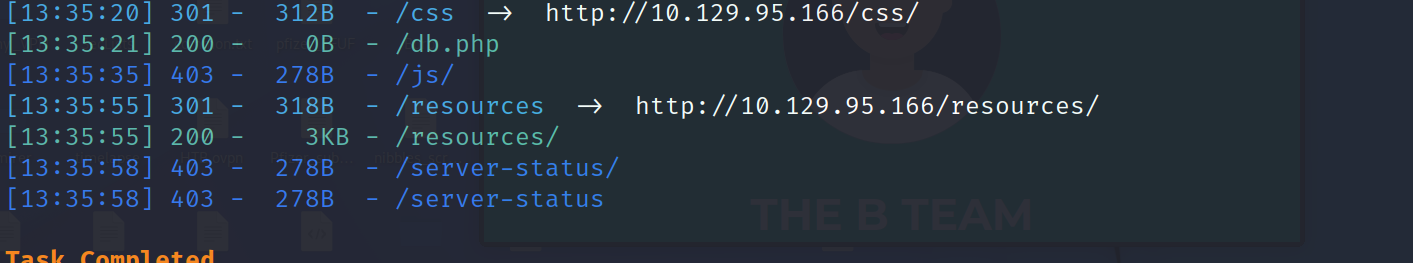 [13:35:20] 301 - 312B - /css → http://10.129.95.166/css/
[13:35:21] 200 - 0B - /db.php
[13:35:35] 403 - 278B - /js/
[13:35:55] 301 - 318B - /resources → http://10.129.95.166/resources/
[13:35:55] 200 - 3KB - /resources/
[13:35:58] 403 - 278B - /server-status/
[13:35:58] 403 - 278B - /server-status
THE B TEAM
Task Completed